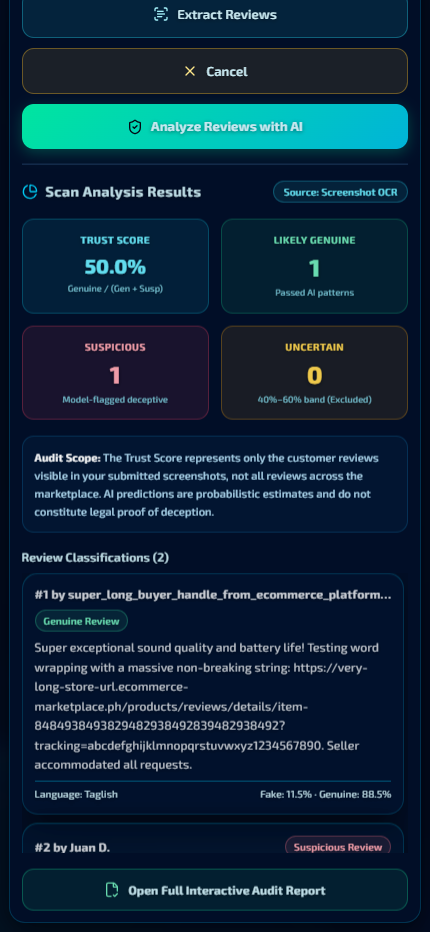 Extract Reviews
Cancel
Analyze Reviews with AI
Scan Analysis Results
Source: Screenshot OCR
TRUST SCORE
50.0%
Genuine / (Gen + Susp)
LIKELY GENUINE
1
Passed AI patterns
SUSPICIOUS
1
Model-flagged deceptive
UNCERTAIN
0
40%–60% band (Excluded)
Audit Scope: The Trust Score represents only the customer reviews
visible in your submitted screenshots, not all reviews across the
marketplace. AI predictions are probabilistic estimates and do not
constitute legal proof of deception.
Review Classifications (2)
#1 by super_long_buyer_handle_from_ecommerce_platform...
Genuine Review
Super exceptional sound quality and battery life! Testing word
wrapping with a massive non-breaking string: https://very-
long-store-url.ecommerce-
marketplace.ph/products/reviews/details/item-
8484938493829482938492839482938492?
tracking=abcdefghijklmnopqrstuvwxyz1234567890. Seller
accommodated all requests.
Language: Taglish
Fake: 11.5% · Genuine: 88.5%
#2 by Juan D.
Suspicious Review
Open Full Interactive Audit Report